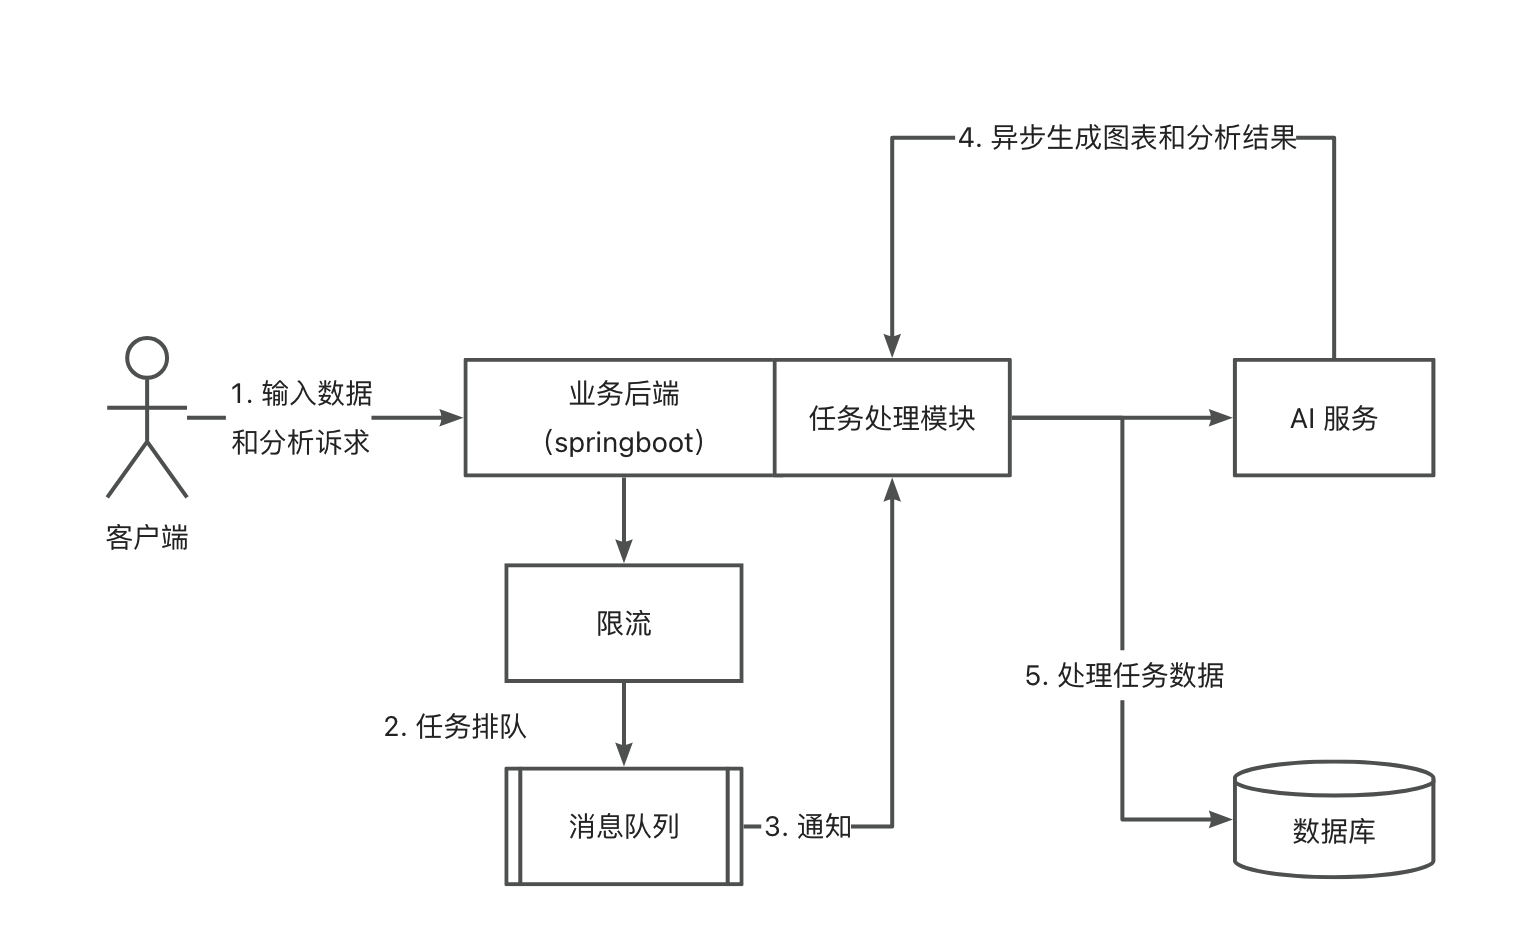 4. 异步生成图表和分析结果
1. 输入数据
和分析诉求
业务后端
（springboot）
任务处理模块
AI 服务
客户端
限流
5. 处理任务数据
2. 任务排队
消息队列
3. 通知
数据库